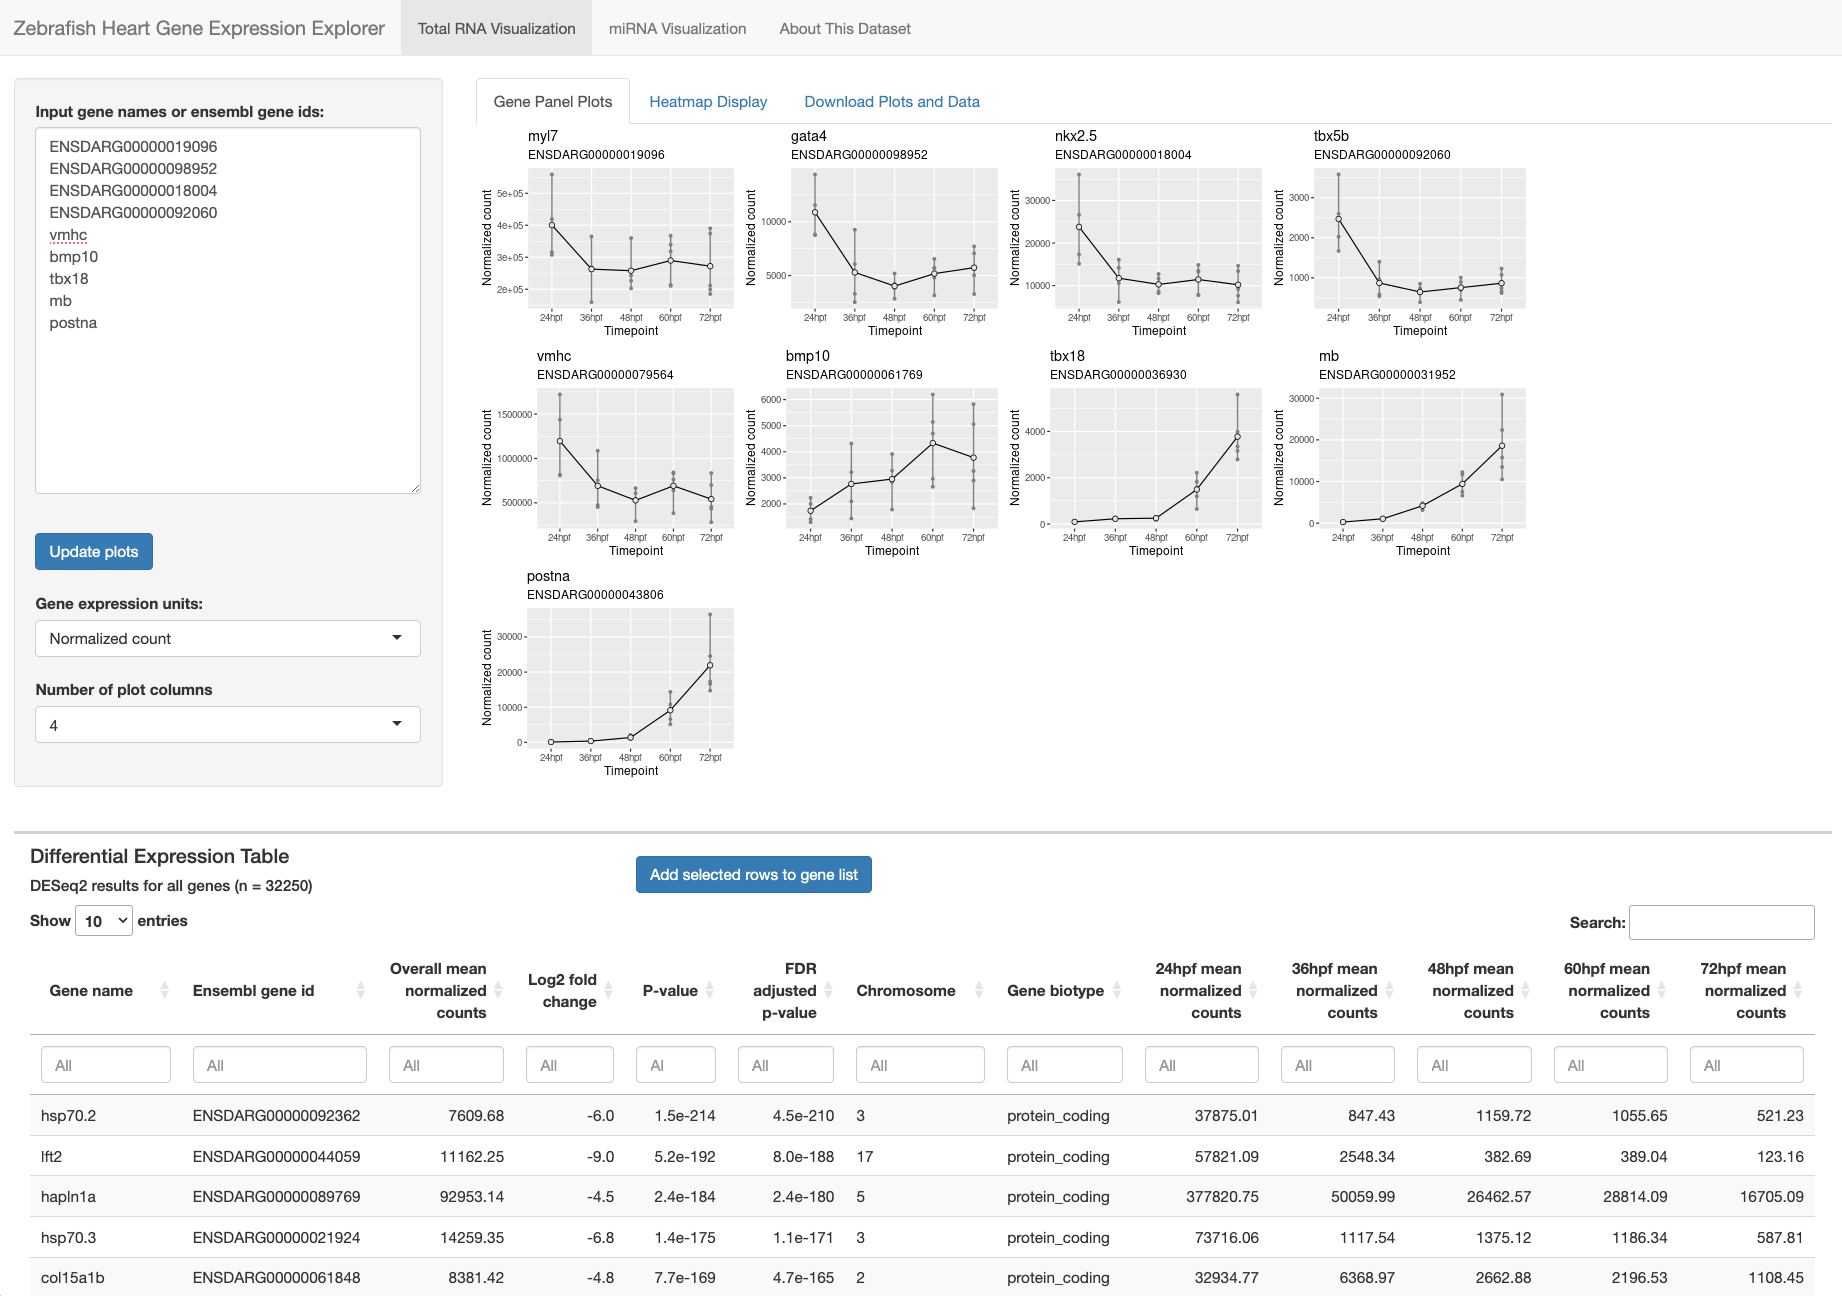 Zebrafish Heart Gene Expression Explorer
Total RNA Visualization
miRNA Visualization
About This Dataset
Input gene names or ensembl gene ids:
ENSDARG00000019096
ENSDARG00000098952
ENSDARG00000018004
ENSDARG00000092060
vmhc
bmp10
tbx18
mb
postna
Update plots
Gene expression units:
Normalized count
Number of plot columns
4
Gene Panel Plots
Heatmap Display
Download Plots and Data
myl7
ENSDARG00000019096
Normalized count
5e+05
4e+05
3e+05
2e+05
24hpf 36hpf 48hpf 60hpf 72hpf
Timepoint
gata4
ENSDARG00000098952
Normalized count
10000
5000
24hpf 36hpf 48hpf 60hpf 72hpf
Timepoint
nkx2.5
ENSDARG00000018004
Normalized count
30000
20000
10000
24hpf 36hpf 48hpf 60hpf 72hpf
Timepoint
tbx5b
ENSDARG00000092060
Normalized count
3000
2000
1000
24hpf 36hpf 48hpf 60hpf 72hpf
Timepoint
vmhc
ENSDARG00000079564
Normalized count
1500000
1000000
500000
24hpf 36hpf 48hpf 60hpf 72hpf
Timepoint
bmp10
ENSDARG00000061769
Normalized count
6000
5000
4000
3000
2000
24hpf 36hpf 48hpf 60hpf 72hpf
Timepoint
tbx18
ENSDARG00000036930
Normalized count
4000
2000
0
24hpf 36hpf 48hpf 60hpf 72hpf
Timepoint
mb
ENSDARG00000031952
Normalized count
30000
20000
10000
0
24hpf 36hpf 48hpf 60hpf 72hpf
Timepoint
postna
ENSDARG00000043806
Normalized count
30000
20000
10000
0
24hpf 36hpf 48hpf 60hpf 72hpf
Timepoint
Differential Expression Table
DESeq2 results for all genes (n = 32250)
Add selected rows to gene list
Show 10 entries
Search:
Gene name
Ensembl gene id
Overall mean
normalized
counts
Log2 fold
change
P-value
FDR
adjusted
p-value
Chromosome
Gene biotype
24hpf mean
normalized
counts
36hpf mean
normalized
counts
48hpf mean
normalized
counts
60hpf mean
normalized
counts
72hpf mean
normalized
counts
All All All All Al All All All All All All All All
hsp70.2 ENSDARG00000092362 7609.68 -6.0 1.5e-214 4.5e-210 3 protein_coding 37875.01 847.43 1159.72 1055.65 521.23
lft2 ENSDARG00000044059 11162.25 -9.0 5.2e-192 8.0e-188 17 protein_coding 57821.09 2548.34 382.69 389.04 123.16
hapln1a ENSDARG00000089769 92953.14 -4.5 2.4e-184 2.4e-180 5 protein_coding 377820.75 50059.99 26462.57 28814.09 16705.09
hsp70.3 ENSDARG00000021924 14259.35 -6.8 1.4e-175 1.1e-171 3 protein_coding 73716.06 1117.54 1375.12 1186.34 587.81
col15a1b ENSDARG00000061848 8381.42 -4.8 7.7e-169 4.7e-165 2 protein_coding 32934.77 6368.97 2662.88 2196.53 1108.45